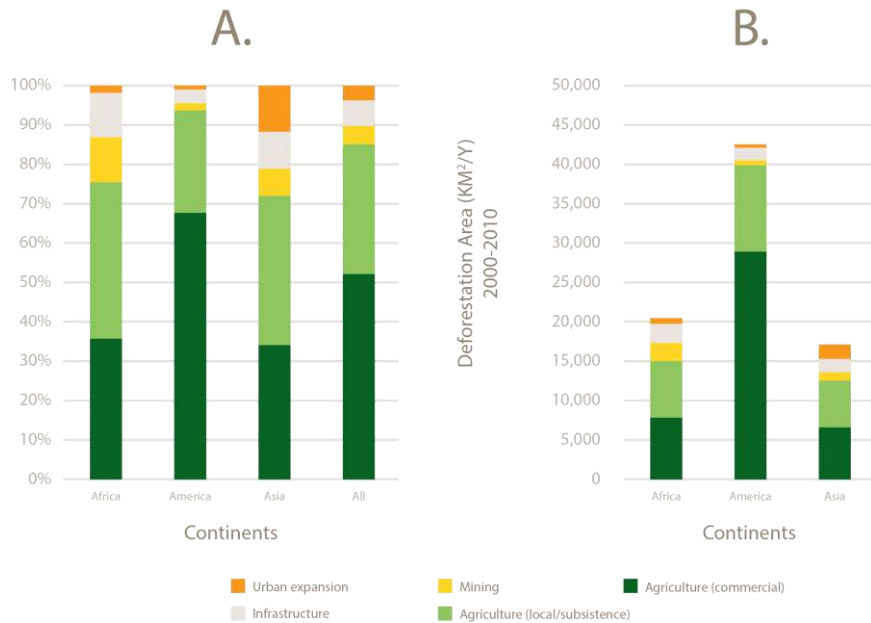 A.
100%
90%
80%
70%
60%
50%
40%
30%
20%
10%
0%
Africa
America
Asia
All
Continents
B.
Deforestation Area (KM²/Y)
2000-2010
50,000
45,000
40,000
35,000
30,000
25,000
20,000
15,000
10,000
5,000
0
Africa
America
Asia
Continents
Urban expansion
Mining
Agriculture (commercial)
Infrastructure
Agriculture (local/subsistence)